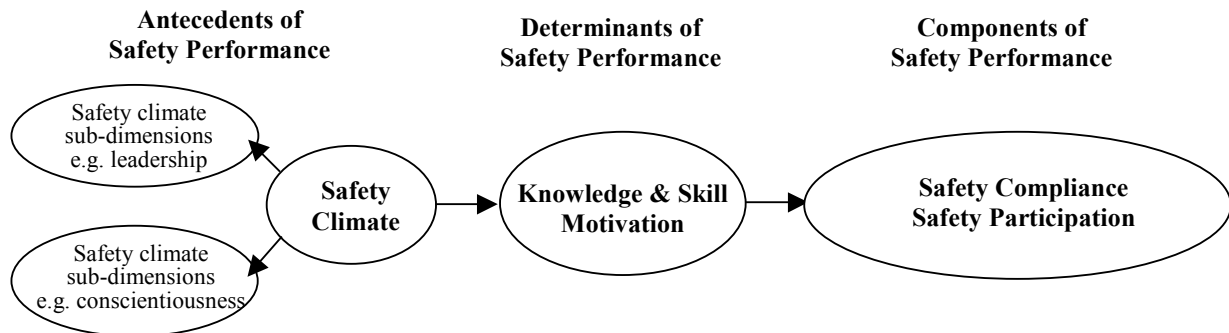 Antecedents of
Safety Performance
Determinants of
Safety Performance
Components of
Safety Performance
Safety climate
sub-dimensions
e.g. leadership
Safety
Climate
Knowledge & Skill
Motivation
Safety Compliance
Safety Participation
Safety climate
sub-dimensions
e.g. conscientiousness